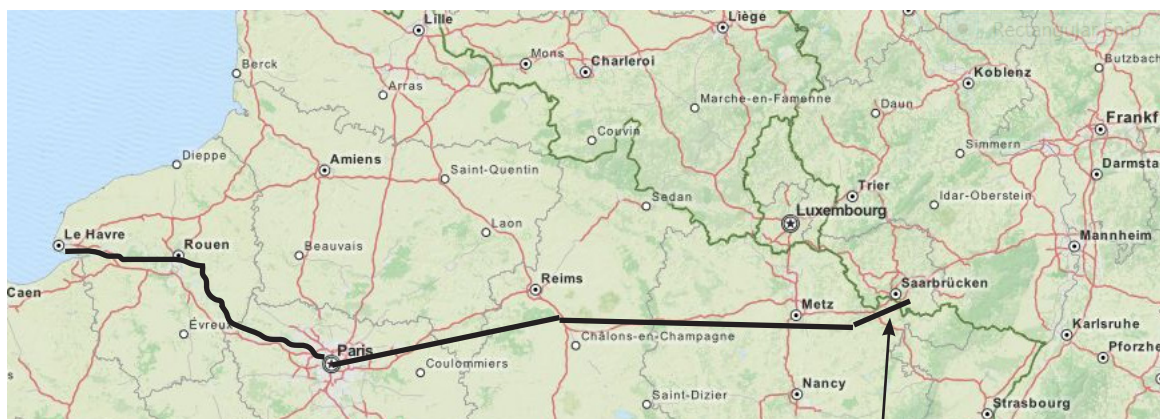 Lille
Liège
Rectangular Snip
Mons
Charleroi
Koblenz
Butzbach
Berck
Arras
Marche-en-Famenne
Daun
Frankf
Couvin
Dieppe
Amiens
Saint-Quentin
Simmern
Darmsta
Trier
Idar-Oberstein
Sedan
Luxembourg
Laon
Le Havre
Rouen
Beauvais
Mannheim
Reims
Saarbrücken
Caen
Metz
Évreux
Châlons-en-Champagne
Karlsruhe
Paris
Pforzhe
Coulommiers
Nancy
Saint-Dizier
Strasbourg